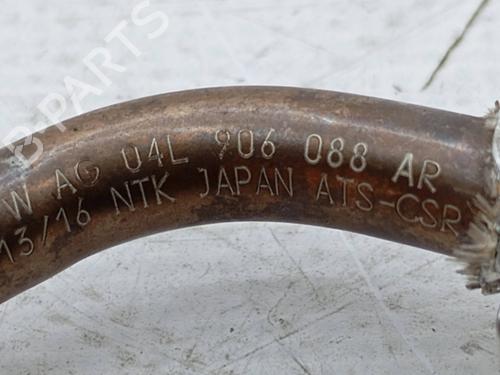 W AG 04L 906 088 AR
13/16 NTK JAPAN ATS-CSR